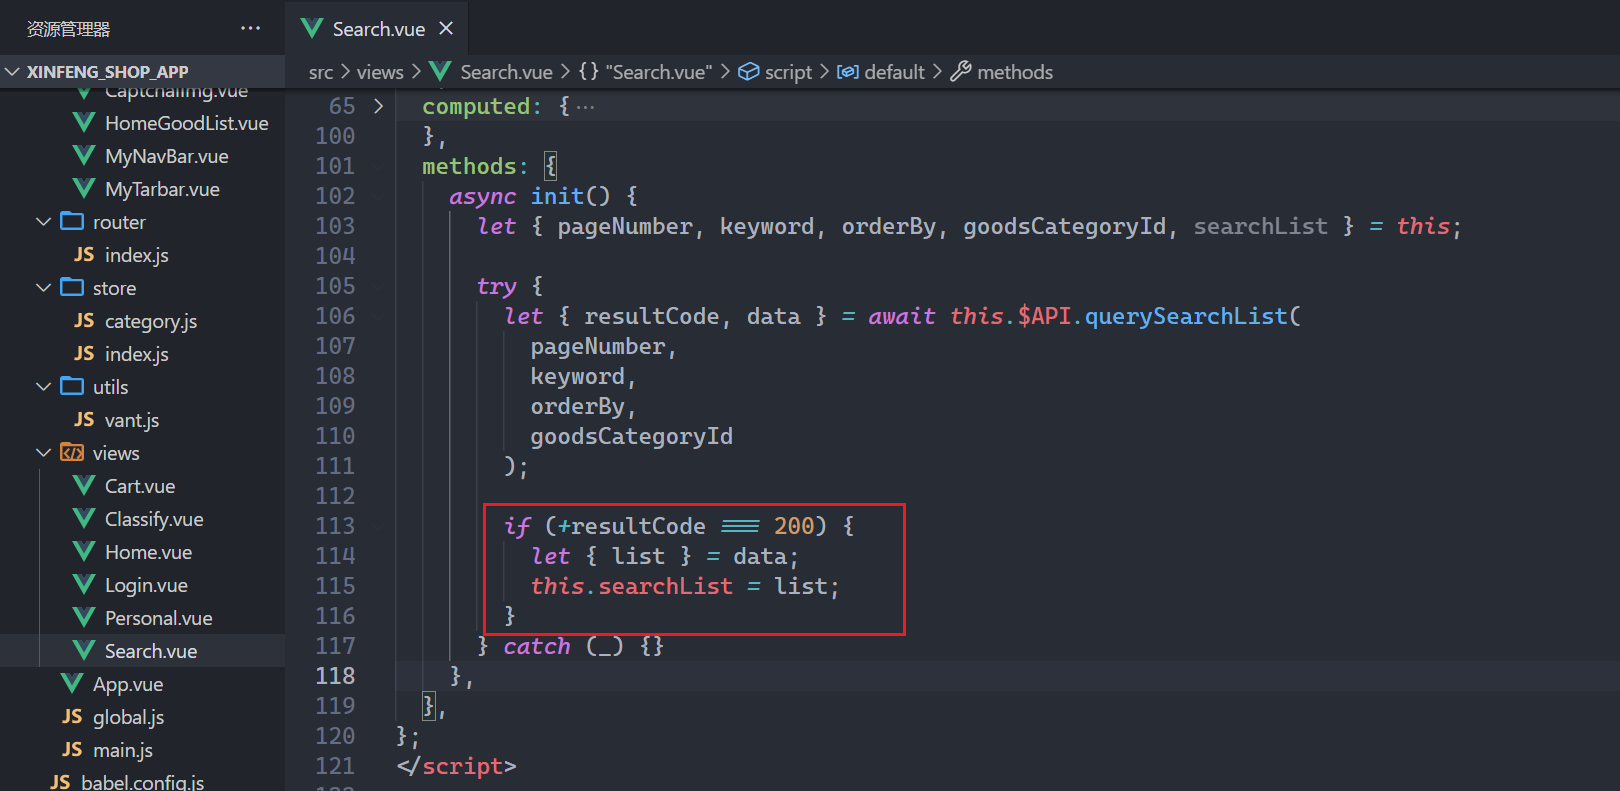 资源管理器
···
Search.vue ×
XINFENG_SHOP_APP
src > views > Search.vue > {} "Search.vue" > script > default > methods
CaptchaImg.vue
HomeGoodList.vue
MyNavBar.vue
MyTarbar.vue
router
JS index.js
store
JS category.js
JS index.js
utils
JS vant.js
views
Cart.vue
Classify.vue
Home.vue
Login.vue
Personal.vue
Search.vue
App.vue
JS global.js
JS main.js
JS babel.config.js
65 > computed: {···
100 },
101 methods: {
102 async init() {
103 let { pageNumber, keyword, orderBy, goodsCategoryId, searchList } = this;
104
105 try {
106 let { resultCode, data } = await this.$API.querySearchList(
107 pageNumber,
108 keyword,
109 orderBy,
110 goodsCategoryId
111 );
112
113 if (+resultCode === 200) {
114 let { list } = data;
115 this.searchList = list;
116 }
117 } catch (_) {}
118 },
119 },
120 };
121 </script>